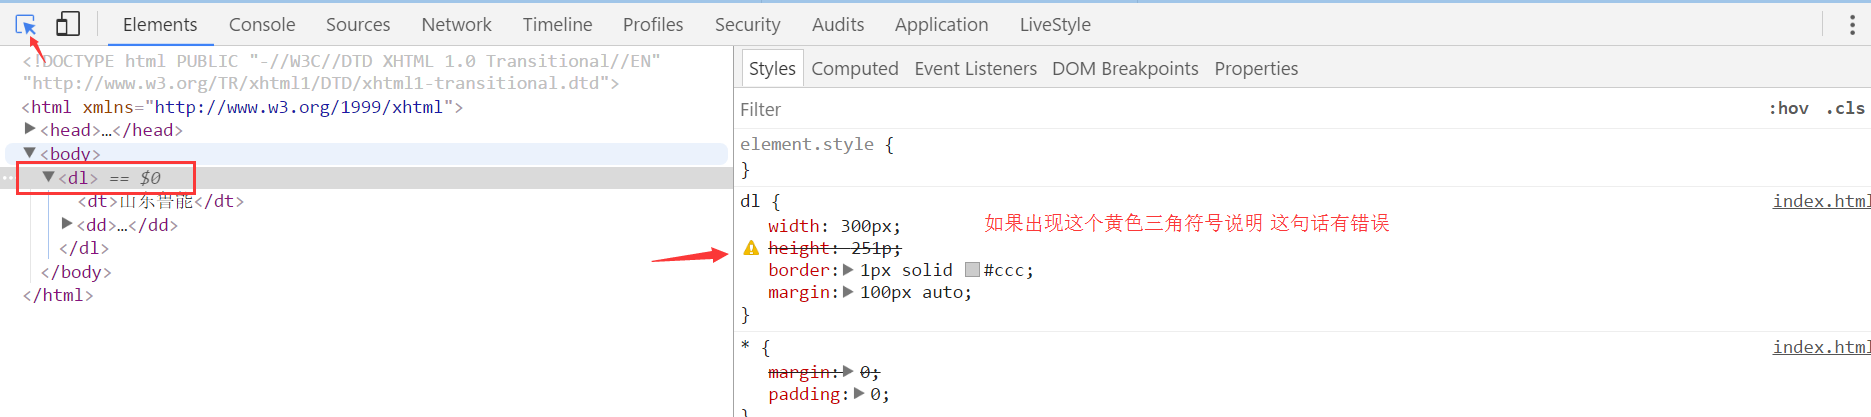 Elements Console Sources Network Timeline Profiles Security Audits Application LiveStyle
<!DOCTYPE html PUBLIC "-//W3C//DTD XHTML 1.0 Transitional//EN"
"http://www.w3.org/TR/xhtml1/DTD/xhtml1-transitional.dtd">
<html xmlns="http://www.w3.org/1999/xhtml">
<head>…</head>
<body>
<dl> == $0
<dt>山东鲁能</dt>
<dd>…</dd>
</dl>
</body>
</html>
Styles Computed Event Listeners DOM Breakpoints Properties
Filter :hov .cls
element.style {
}
dl { index.html
width: 300px;
如果出现这个黄色三角符号说明 这句话有错误
height: 251p;
border: 1px solid #ccc;
margin: 100px auto;
}
* { index.html
margin: 0;
padding: 0;
}